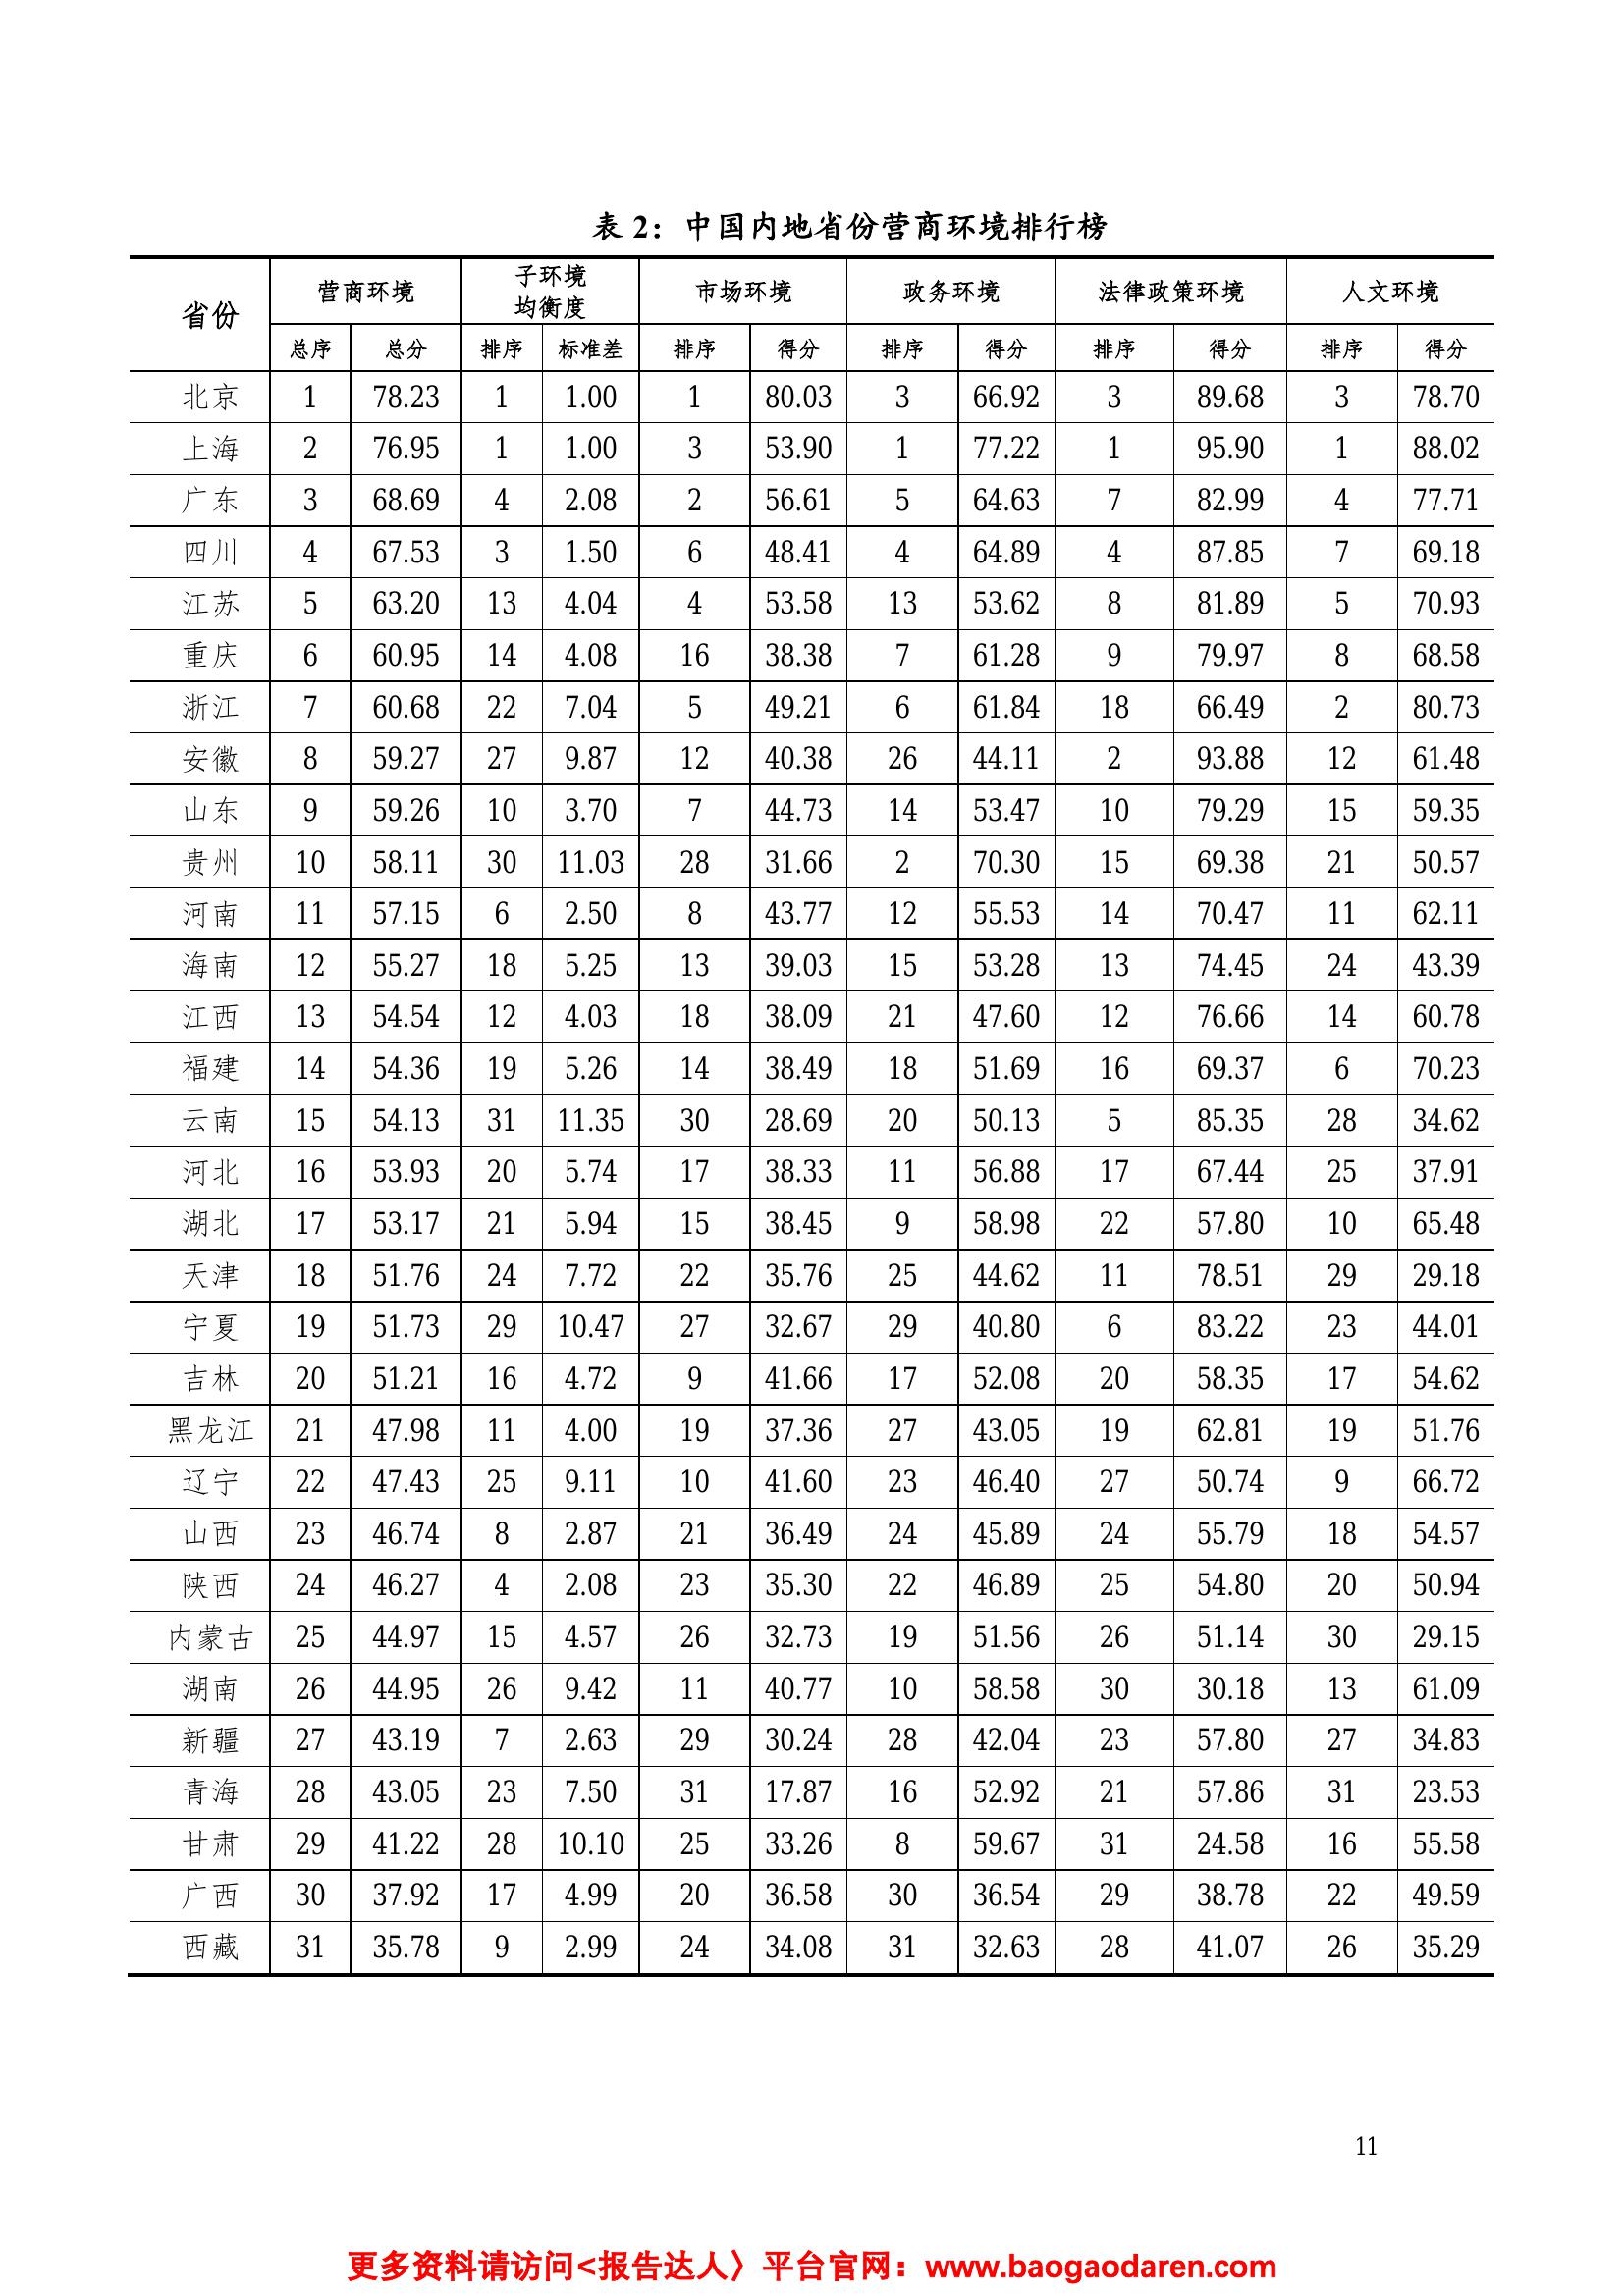 表 2：中国内地省份营商环境排行榜
省份 营商环境 子环境均衡度 市场环境 政务环境 法律政策环境 人文环境
总序 总分 排序 标准差 排序 得分 排序 得分 排序 得分 排序 得分
北京 1 78.23 1 1.00 1 80.03 3 66.92 3 89.68 3 78.70
上海 2 76.95 1 1.00 3 53.90 1 77.22 1 95.90 1 88.02
广东 3 68.69 4 2.08 2 56.61 5 64.63 7 82.99 4 77.71
四川 4 67.53 3 1.50 6 48.41 4 64.89 4 87.85 7 69.18
江苏 5 63.20 13 4.04 4 53.58 13 53.62 8 81.89 5 70.93
重庆 6 60.95 14 4.08 16 38.38 7 61.28 9 79.97 8 68.58
浙江 7 60.68 22 7.04 5 49.21 6 61.84 18 66.49 2 80.73
安徽 8 59.27 27 9.87 12 40.38 26 44.11 2 93.88 12 61.48
山东 9 59.26 10 3.70 7 44.73 14 53.47 10 79.29 15 59.35
贵州 10 58.11 30 11.03 28 31.66 2 70.30 15 69.38 21 50.57
河南 11 57.15 6 2.50 8 43.77 12 55.53 14 70.47 11 62.11
海南 12 55.27 18 5.25 13 39.03 15 53.28 13 74.45 24 43.39
江西 13 54.54 12 4.03 18 38.09 21 47.60 12 76.66 14 60.78
福建 14 54.36 19 5.26 14 38.49 18 51.69 16 69.37 6 70.23
云南 15 54.13 31 11.35 30 28.69 20 50.13 5 85.35 28 34.62
河北 16 53.93 20 5.74 17 38.33 11 56.88 17 67.44 25 37.91
湖北 17 53.17 21 5.94 15 38.45 9 58.98 22 57.80 10 65.48
天津 18 51.76 24 7.72 22 35.76 25 44.62 11 78.51 29 29.18
宁夏 19 51.73 29 10.47 27 32.67 29 40.80 6 83.22 23 44.01
吉林 20 51.21 16 4.72 9 41.66 17 52.08 20 58.35 17 54.62
黑龙江 21 47.98 11 4.00 19 37.36 27 43.05 19 62.81 19 51.76
辽宁 22 47.43 25 9.11 10 41.60 23 46.40 27 50.74 9 66.72
山西 23 46.74 8 2.87 21 36.49 24 45.89 24 55.79 18 54.57
陕西 24 46.27 4 2.08 23 35.30 22 46.89 25 54.80 20 50.94
内蒙古 25 44.97 15 4.57 26 32.73 19 51.56 26 51.14 30 29.15
湖南 26 44.95 26 9.42 11 40.77 10 58.58 30 30.18 13 61.09
新疆 27 43.19 7 2.63 29 30.24 28 42.04 23 57.80 27 34.83
青海 28 43.05 23 7.50 31 17.87 16 52.92 21 57.86 31 23.53
甘肃 29 41.22 28 10.10 25 33.26 8 59.67 31 24.58 16 55.58
广西 30 37.92 17 4.99 20 36.58 30 36.54 29 38.78 22 49.59
西藏 31 35.78 9 2.99 24 34.08 31 32.63 28 41.07 26 35.29
11
更多资料请访问<报告达人〉平台官网：www.baogaodaren.com